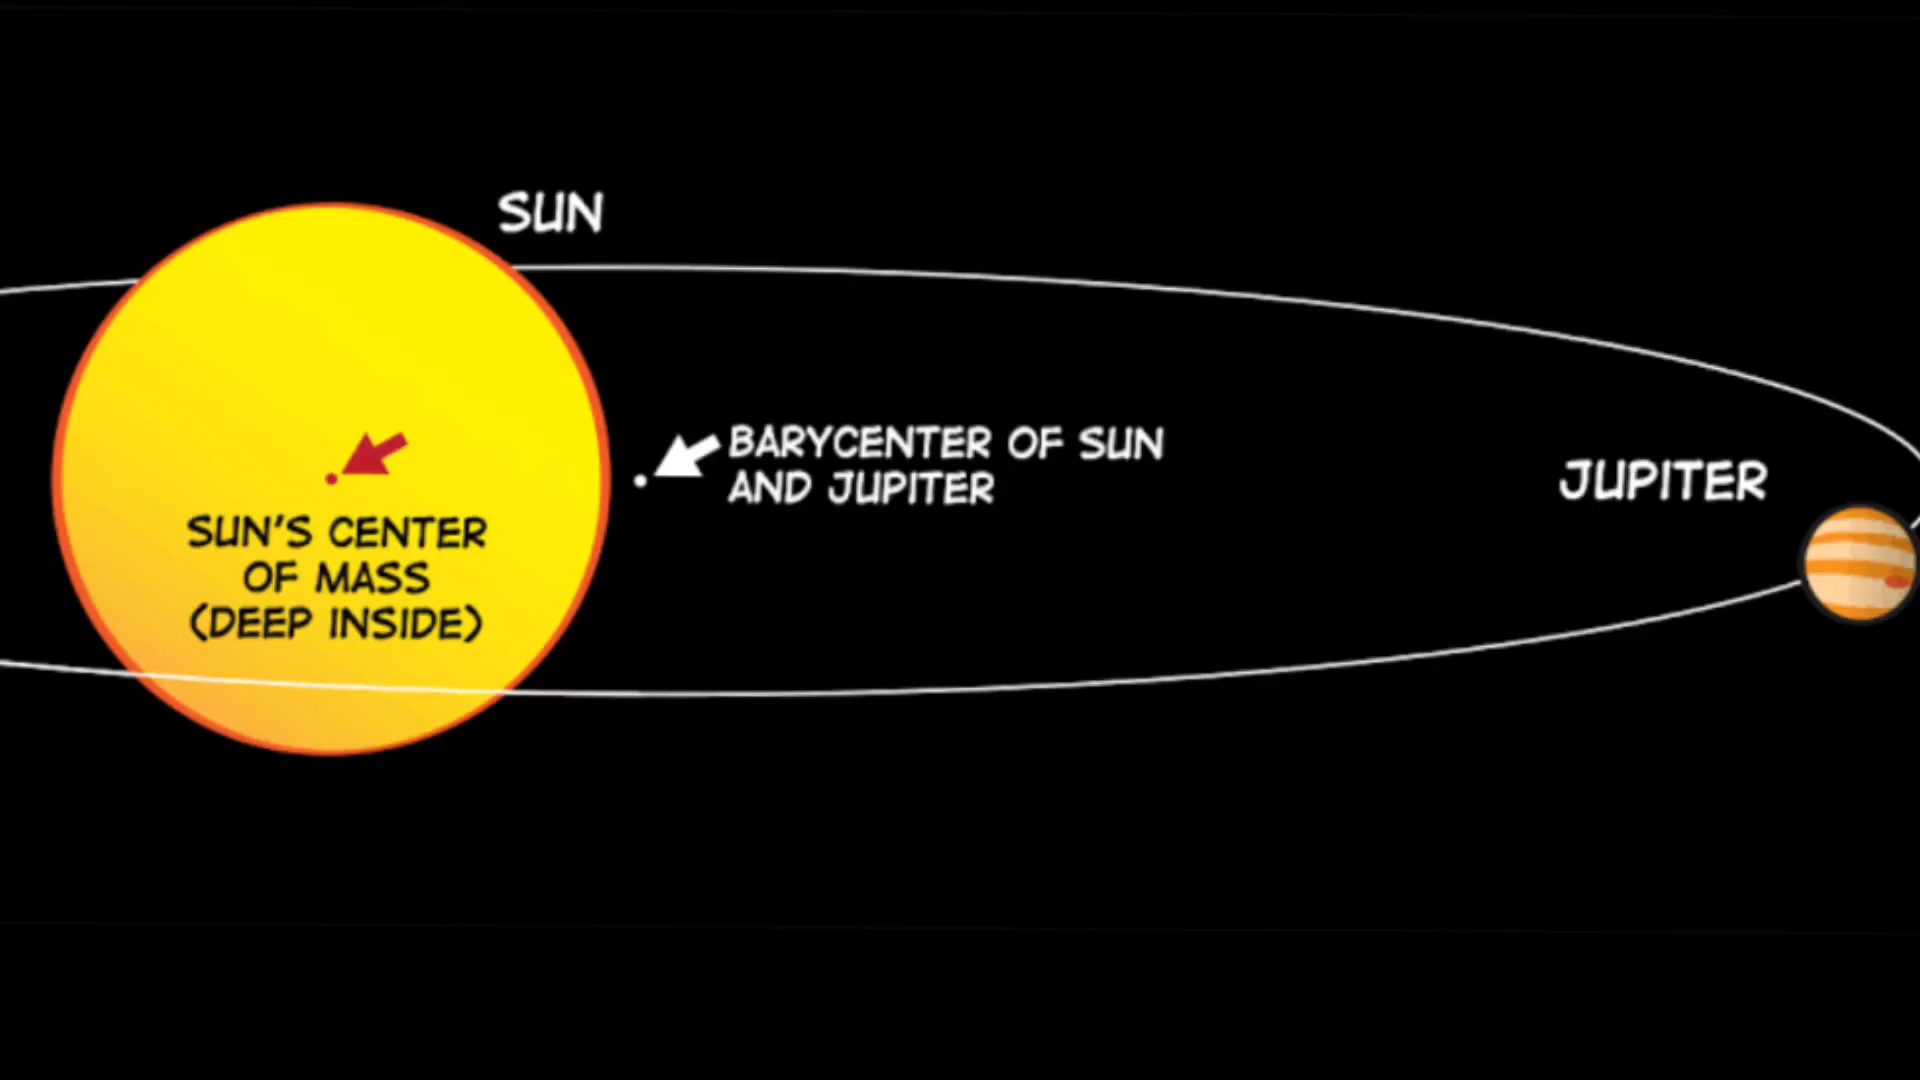 SUN
BARYCENTER OF SUN
AND JUPITER
JUPITER
SUN'S CENTER
OF MASS
(DEEP INSIDE)